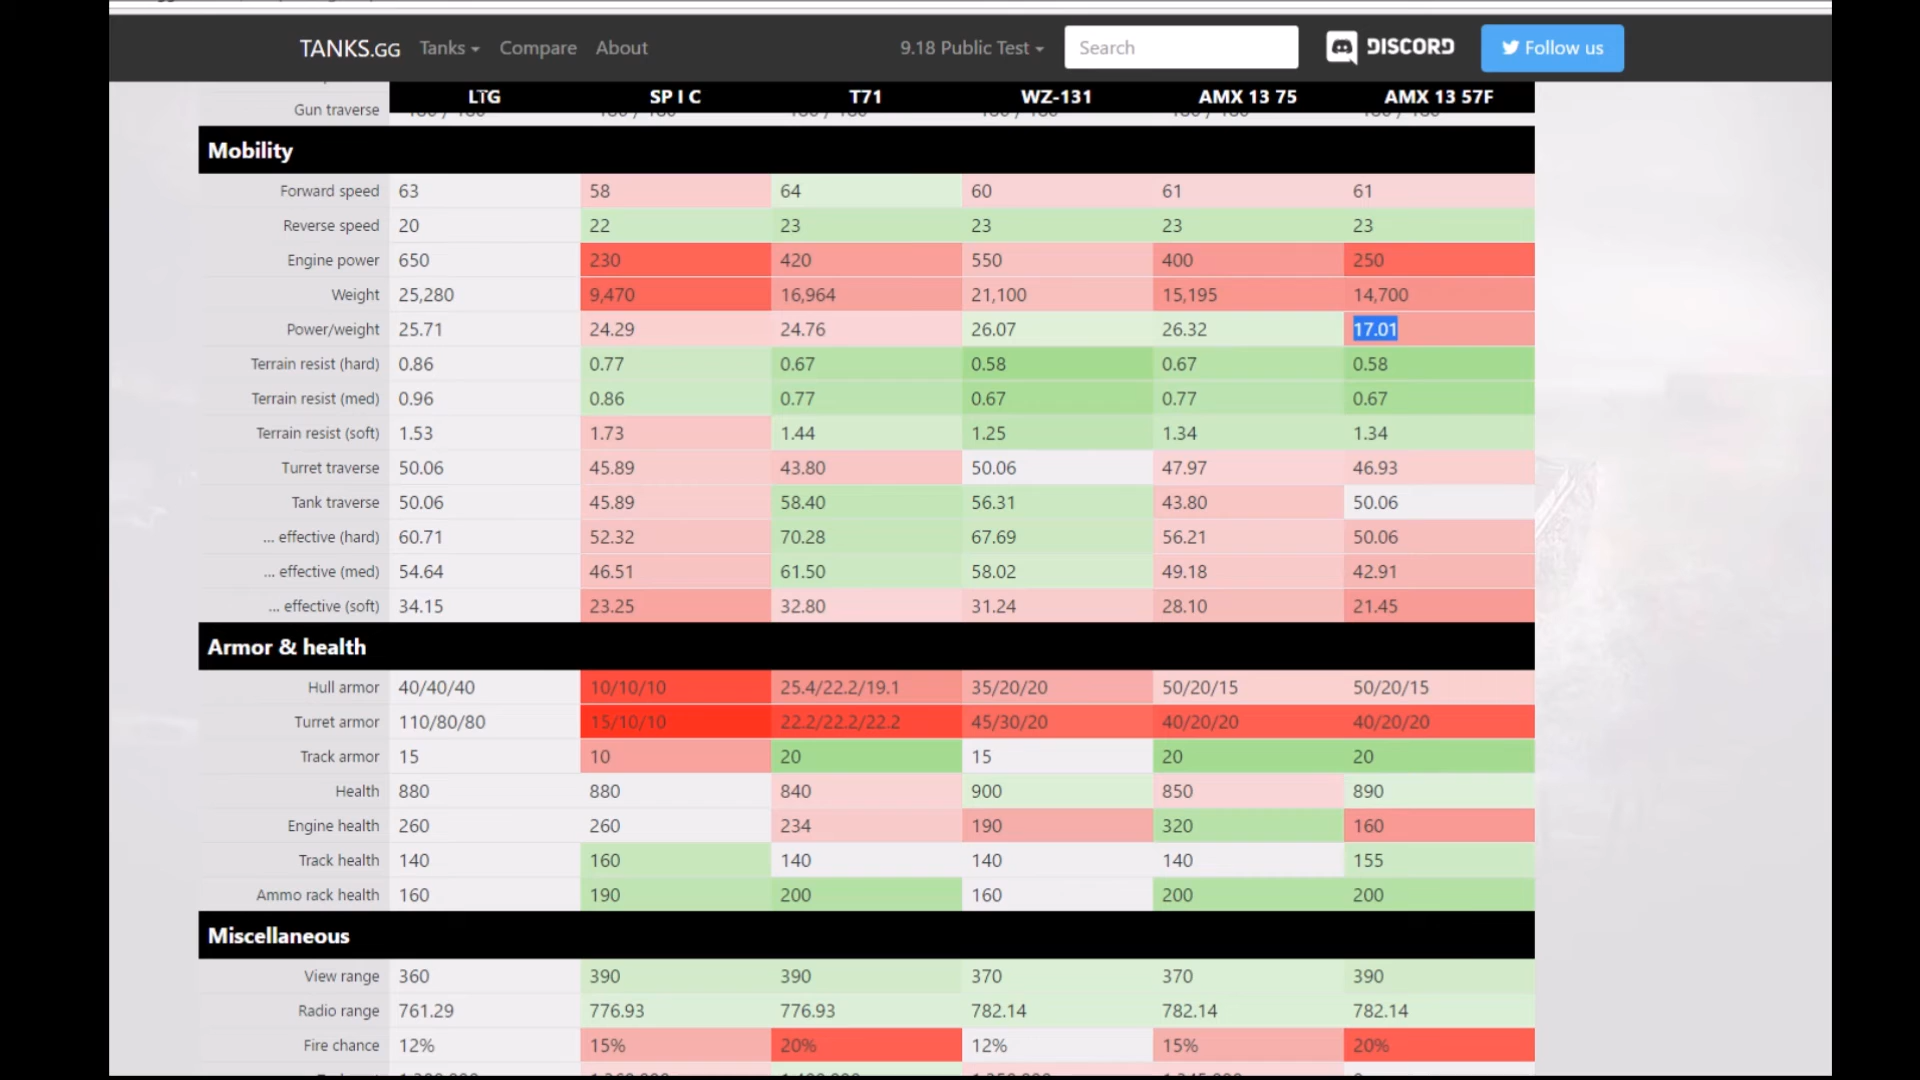 TANKS.GG Tanks Compare About 9.18 Public Test Search DISCORD Follow us
LTG SP I C T71 WZ-131 AMX 13 75 AMX 13 57F
Gun traverse
Mobility
Forward speed 63 58 64 60 61 61
Reverse speed 20 22 23 23 23 23
Engine power 650 230 420 550 400 250
Weight 25,280 9,470 16,964 21,100 15,195 14,700
Power/weight 25.71 24.29 24.76 26.07 26.32 17.01
Terrain resist (hard) 0.86 0.77 0.67 0.58 0.67 0.58
Terrain resist (med) 0.96 0.86 0.77 0.67 0.77 0.67
Terrain resist (soft) 1.53 1.73 1.44 1.25 1.34 1.34
Turret traverse 50.06 45.89 43.80 50.06 47.97 46.93
Tank traverse 50.06 45.89 58.40 56.31 43.80 50.06
... effective (hard) 60.71 52.32 70.28 67.69 56.21 50.06
... effective (med) 54.64 46.51 61.50 58.02 49.18 42.91
... effective (soft) 34.15 23.25 32.80 31.24 28.10 21.45
Armor & health
Hull armor 40/40/40 10/10/10 25.4/22.2/19.1 35/20/20 50/20/15 50/20/15
Turret armor 110/80/80 15/10/10 22.2/22.2/22.2 45/30/20 40/20/20 40/20/20
Track armor 15 10 20 15 20 20
Health 880 880 840 900 850 890
Engine health 260 260 234 190 320 160
Track health 140 160 140 140 140 155
Ammo rack health 160 190 200 160 200 200
Miscellaneous
View range 360 390 390 370 370 390
Radio range 761.29 776.93 776.93 782.14 782.14 782.14
Fire chance 12% 15% 20% 12% 15% 20%